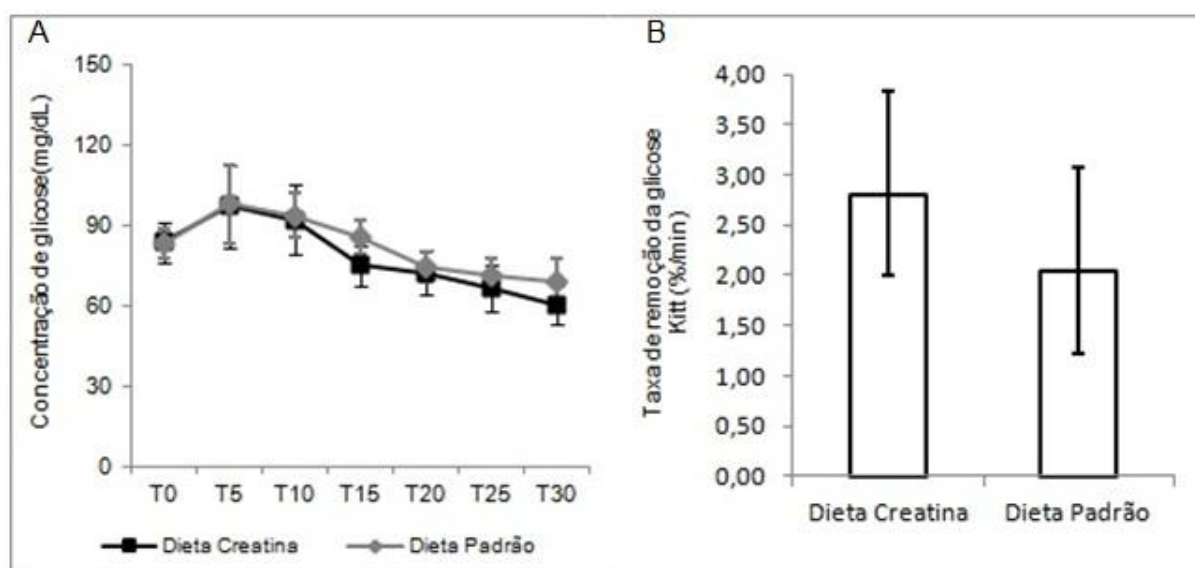 A
Concentração de glicose(mg/dL)
150
120
90
60
30
0
T0 T5 T10 T15 T20 T25 T30
Dieta Creatina Dieta Padrão
B
Taxa de remoção da glicose
Kitt (%/min)
4,00
3,50
3,00
2,50
2,00
1,50
1,00
0,50
0,00
Dieta Creatina Dieta Padrão